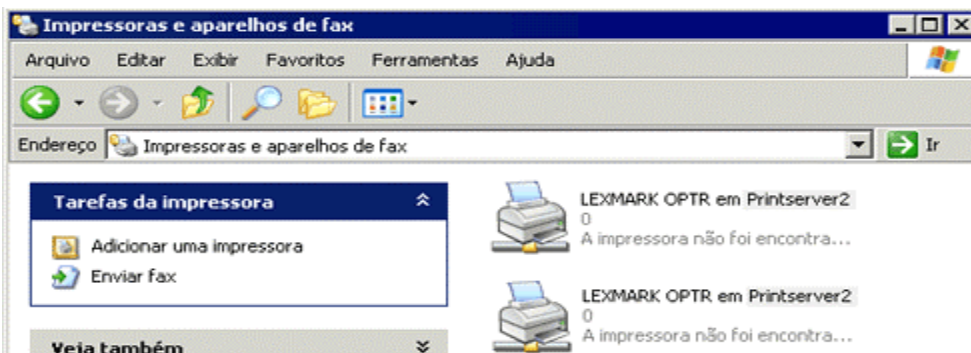 Impressoras e aparelhos de fax
Arquivo Editar Exibir Favoritos Ferramentas Ajuda
Endereço Impressoras e aparelhos de fax Ir
Tarefas da impressora
Adicionar uma impressora
Enviar fax
Veja também
LEXMARK OPTR em Printserver2
0
A impressora não foi encontra...
LEXMARK OPTR em Printserver2
0
A impressora não foi encontra...